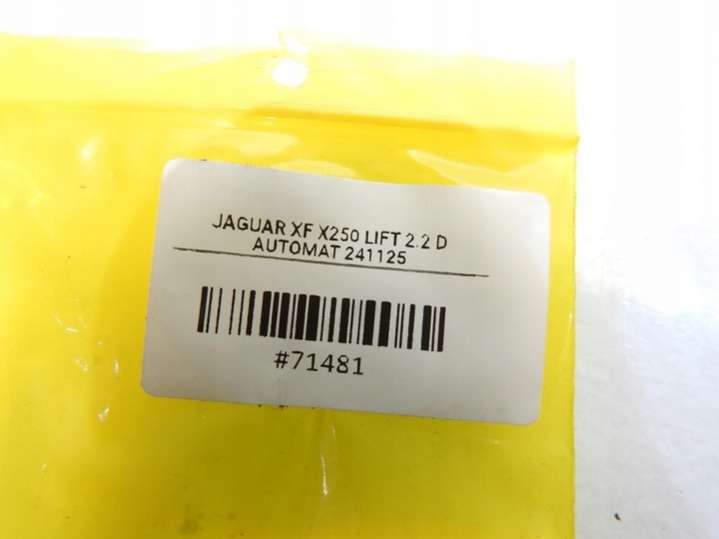 JAGUAR XF X250 LIFT 2.2 D
AUTOMAT 241125
#71481